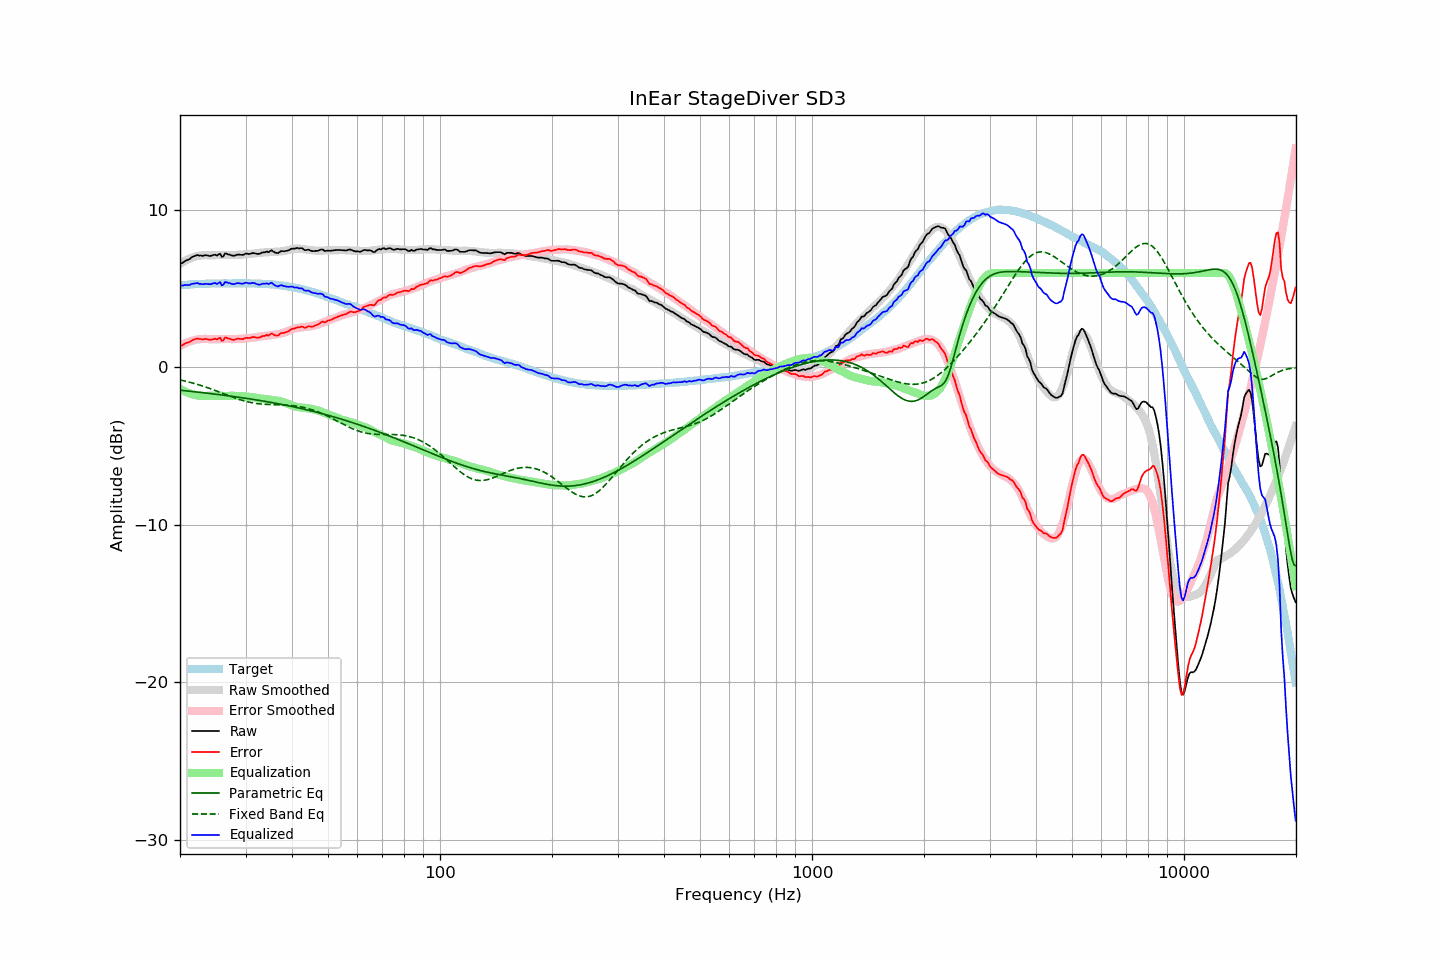 InEar StageDiver SD3
Amplitude (dBr)
10
0
−10
−20
−30
Target
Raw Smoothed
Error Smoothed
Raw
Error
Equalization
Parametric Eq
Fixed Band Eq
Equalized
100
1000
10000
Frequency (Hz)